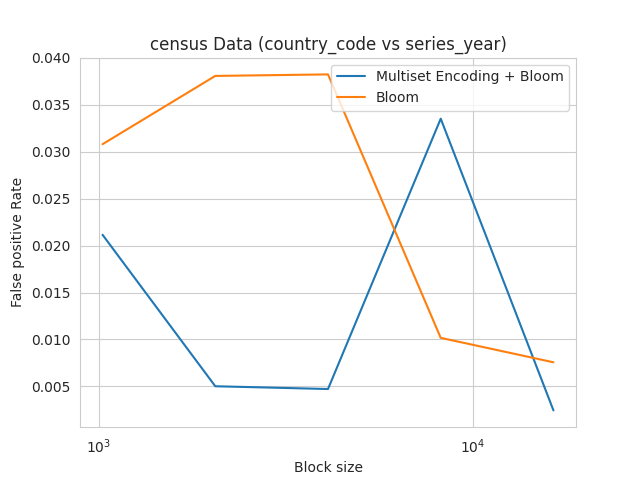 census Data (country_code vs series_year)
Multiset Encoding + Bloom
Bloom
False positive Rate
0.040
0.035
0.030
0.025
0.020
0.015
0.010
0.005
10³
10⁴
Block size